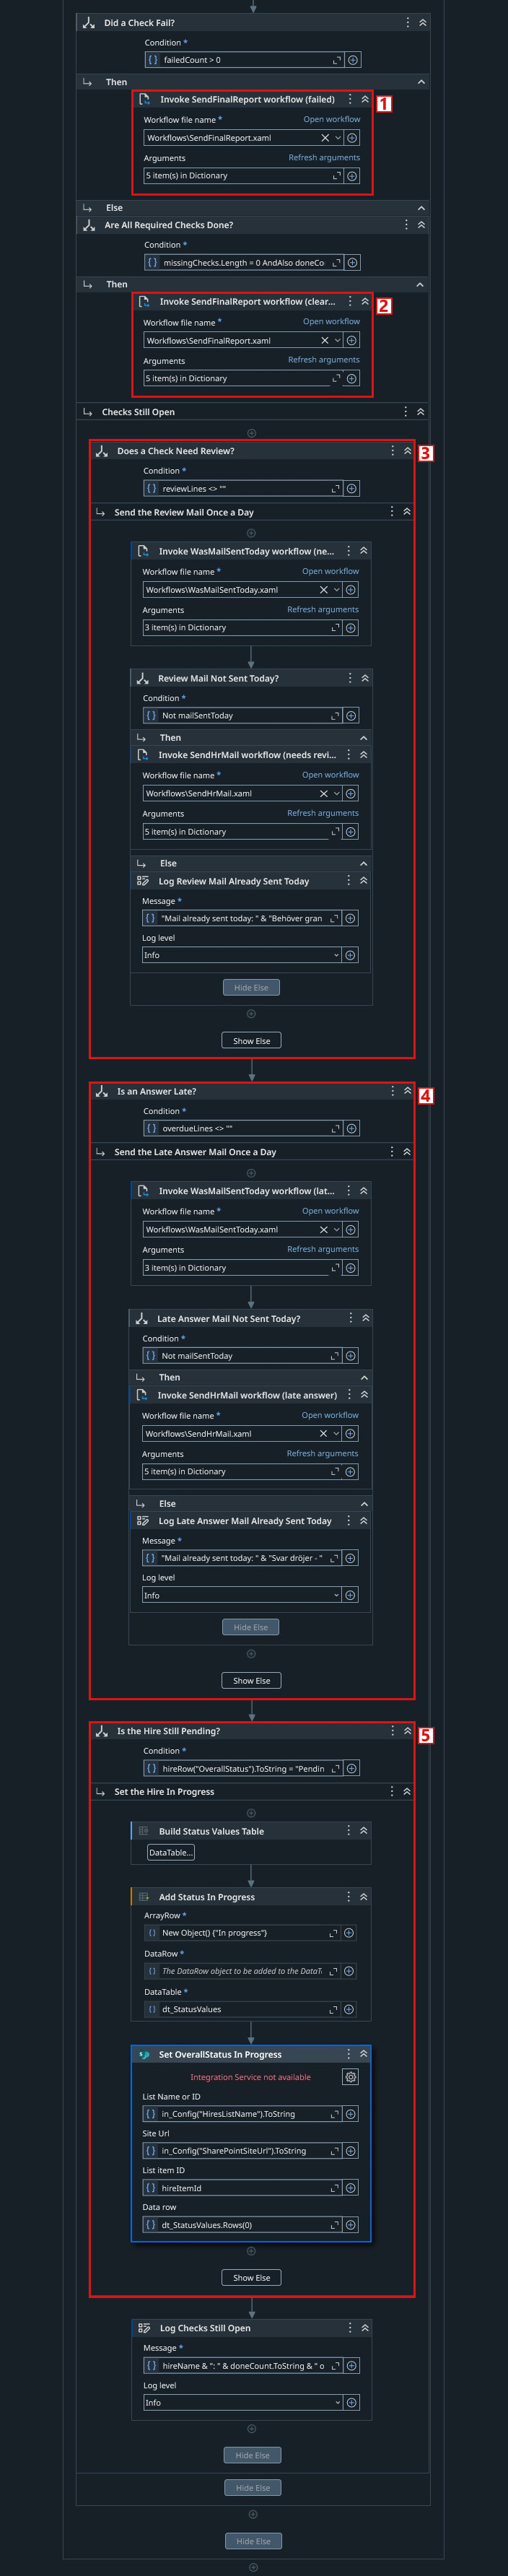 Did a Check Fail?
Condition *
failedCount > 0
Then
Invoke SendFinalReport workflow (failed)
1
Workflow file name * Open workflow
Workflows\SendFinalReport.xaml
Arguments Refresh arguments
5 item(s) in Dictionary
Else
Are All Required Checks Done?
Condition *
missingChecks.Length = 0 AndAlso doneCo
Then
Invoke SendFinalReport workflow (clear...
2
Workflow file name * Open workflow
Workflows\SendFinalReport.xaml
Arguments Refresh arguments
5 item(s) in Dictionary
Checks Still Open
Does a Check Need Review?
3
Condition *
reviewLines <> ""
Send the Review Mail Once a Day
Invoke WasMailSentToday workflow (ne...
Workflow file name * Open workflow
Workflows\WasMailSentToday.xaml
Arguments Refresh arguments
3 item(s) in Dictionary
Review Mail Not Sent Today?
Condition *
Not mailSentToday
Then
Invoke SendHrMail workflow (needs revi...
Workflow file name * Open workflow
Workflows\SendHrMail.xaml
Arguments Refresh arguments
5 item(s) in Dictionary
Else
Log Review Mail Already Sent Today
Message *
"Mail already sent today: " & "Behöver gran
Log level
Info
Hide Else
Show Else
Is an Answer Late?
4
Condition *
overdueLines <> ""
Send the Late Answer Mail Once a Day
Invoke WasMailSentToday workflow (lat...
Workflow file name * Open workflow
Workflows\WasMailSentToday.xaml
Arguments Refresh arguments
3 item(s) in Dictionary
Late Answer Mail Not Sent Today?
Condition *
Not mailSentToday
Then
Invoke SendHrMail workflow (late answer)
Workflow file name * Open workflow
Workflows\SendHrMail.xaml
Arguments Refresh arguments
5 item(s) in Dictionary
Else
Log Late Answer Mail Already Sent Today
Message *
"Mail already sent today: " & "Svar dröjer - "
Log level
Info
Hide Else
Show Else
Is the Hire Still Pending?
5
Condition *
hireRow("OverallStatus").ToString = "Pendin
Set the Hire In Progress
Build Status Values Table
DataTable...
Add Status In Progress
ArrayRow *
New Object() {"In progress"}
DataRow *
The DataRow object to be added to the DataT
DataTable *
dt_StatusValues
Set OverallStatus In Progress
Integration Service not available
List Name or ID
in_Config("HiresListName").ToString
Site Url
in_Config("SharePointSiteUrl").ToString
List item ID
hireItemId
Data row
dt_StatusValues.Rows(0)
Show Else
Log Checks Still Open
Message *
hireName & ": " & doneCount.ToString & " o
Log level
Info
Hide Else
Hide Else
Hide Else